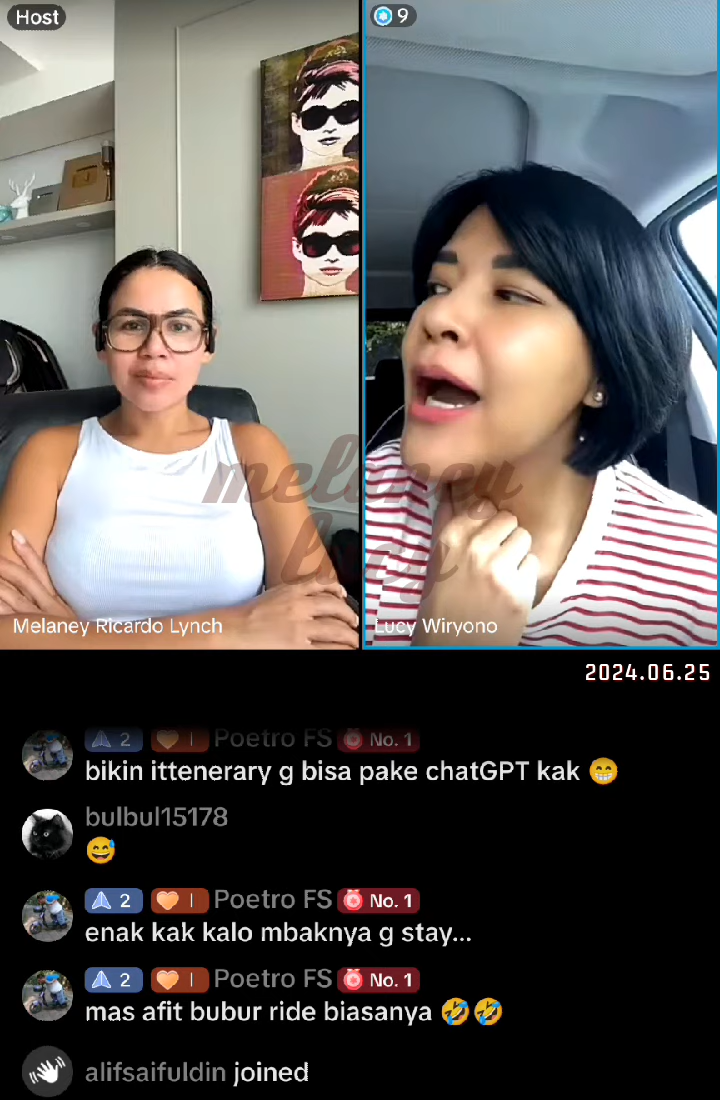 Host
9
melaney
lucy
Melaney Ricardo Lynch
Lucy Wiryono
2024.06.25
2 I Poetro FS No. 1
bikin ittenerary g bisa pake chatGPT kak 😁
bulbul15178
😅
2 I Poetro FS No. 1
enak kak kalo mbaknya g stay...
2 I Poetro FS No. 1
mas afit bubur ride biasanya 🤣🤣
alifsaifuldin joined